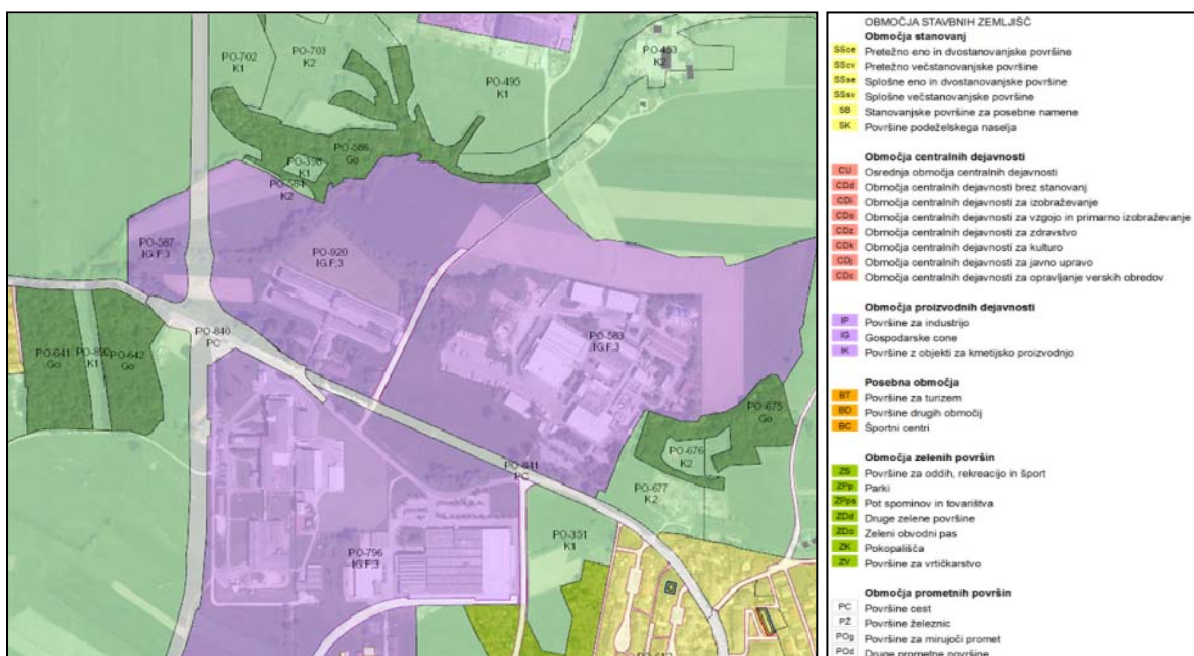 PO-702
K1
PO-703
K2
PO-495
K1
PO-453
K2
PO-586
Go
PO-398
K1
PO-584
K2
PO-587
IG.F;3
PO-920
IG.F;3
PO-583
IG.F;3
PO-840
PC
PO-641
Go
PO-890
K1
PO-642
Go
PO-675
Go
PO-676
K2
PO-677
K2
PO-841
PC
PO-351
K1
PO-796
IG.F;3
OBMOČJA STAVBNIH ZEMLJIŠČ
Območja stanovanj
SSce Pretežno eno in dvostanovanjske površine
SScv Pretežno večstanovanjske površine
SSse Splošne eno in dvostanovanjske površine
SSsv Splošne večstanovanjske površine
SB Stanovanjske površine za posebne namene
SK Površine podeželskega naselja
Območja centralnih dejavnosti
CU Osrednja območja centralnih dejavnosti
CDd Območja centralnih dejavnosti brez stanovanj
CDi Območja centralnih dejavnosti za izobraževanje
CDo Območja centralnih dejavnosti za vzgojo in primarno izobraževanje
CDz Območja centralnih dejavnosti za zdravstvo
CDk Območja centralnih dejavnosti za kulturo
CDj Območja centralnih dejavnosti za javno upravo
CDc Območja centralnih dejavnosti za opravljanje verskih obredov
Območja proizvodnih dejavnosti
IP Površine za industrijo
IG Gospodarske cone
IK Površine z objekti za kmetijsko proizvodnjo
Posebna območja
BT Površine za turizem
BD Površine drugih območij
BC Športni centri
Območja zelenih površin
ZS Površine za oddih, rekreacijo in šport
ZPp Parki
ZPps Pot spominov in tovarištva
ZDd Druge zelene površine
ZDo Zeleni obvodni pas
ZK Pokopališča
ZV Površine za vrtičkarstvo
Območja prometnih površin
PC Površine cest
PŽ Površine železnic
POg Površine za mirujoči promet
POd Druge prometne površine